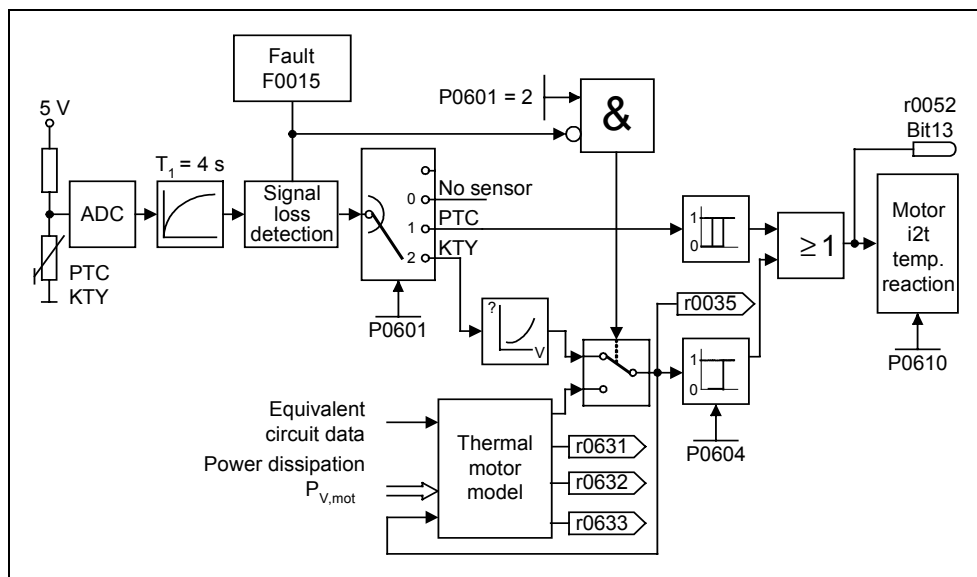 Fault
F0015
P0601 = 2
&
r0052
Bit13
5 V
T1 = 4 s
ADC
Signal
loss
detection
0
No sensor
1
PTC
2
KTY
1
0
≥1
Motor
i2t
temp.
reaction
PTC
KTY
P0601
?
V
r0035
1
0
P0610
P0604
Equivalent
circuit data
Power dissipation
PV,mot
Thermal
motor
model
r0631
r0632
r0633